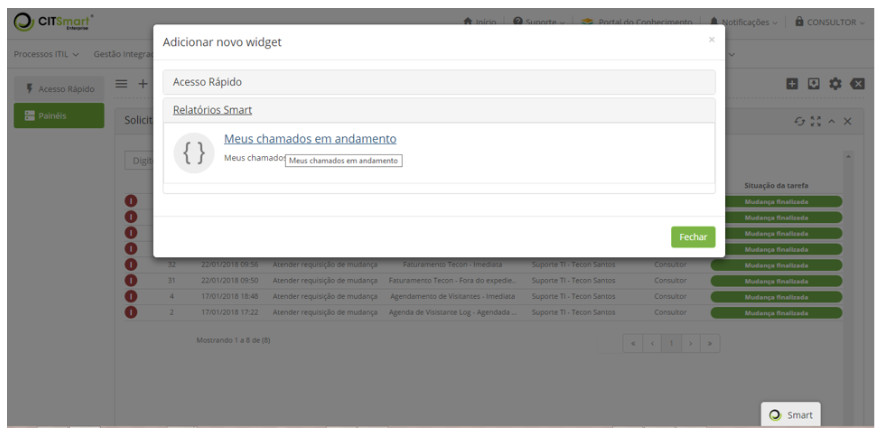 CITSmart
Enterprise
Início
Suporte
Portal do Conhecimento
Notificações
CONSULTOR
Processos ITIL
Gestão Integra
Adicionar novo widget
×
Acesso Rápido
Acesso Rápido
Relatórios Smart
Painéis
Solicit
Meus chamados em andamento
{ }
Meus chamados
Meus chamados em andamento
Digit
Situação da tarefa
Mudança finalizada
Mudança finalizada
Mudança finalizada
Fechar
Mudança finalizada
32 22/01/2018 09:56 Atender requisição de mudança Faturamento Tecon - Imediata Suporte TI - Tecon Santos Consultor Mudança finalizada
31 22/01/2018 09:50 Atender requisição de mudança Faturamento Tecon - Fora do expedie... Suporte TI - Tecon Santos Consultor Mudança finalizada
4 17/01/2018 18:48 Atender requisição de mudança Agendamento de Visitantes - Imediata Suporte TI - Tecon Santos Consultor Mudança finalizada
2 17/01/2018 17:22 Atender requisição de mudança Agenda de Visitante Log - Agendada ... Suporte TI - Tecon Santos Consultor Mudança finalizada
Mostrando 1 a 8 de (8)
« ‹ 1 › »
Smart